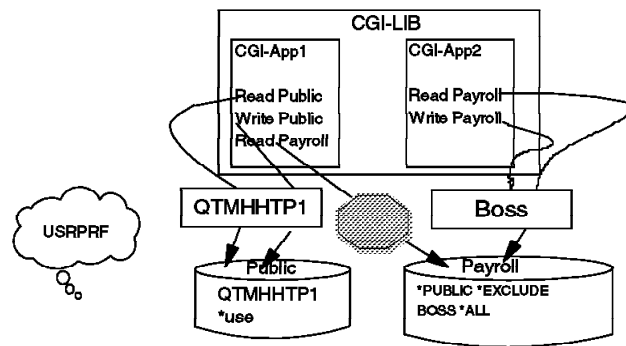 CGI-LIB
CGI-App1
Read Public
Write Public
Read Payroll
CGI-App2
Read Payroll
Write Payroll
QTMHHTP1
Boss
USRPRF
Public
QTMHHTP1
*use
Payroll
*PUBLIC *EXCLUDE
BOSS *ALL